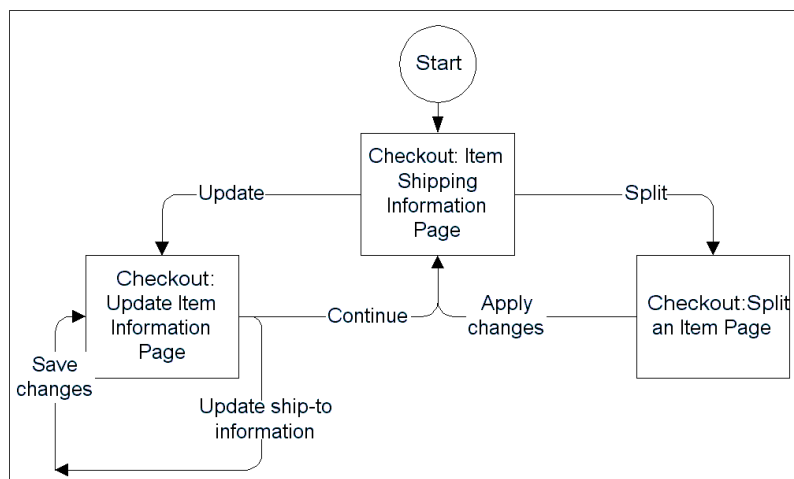 Start
Checkout: Item
Shipping
Information
Page
Update
Split
Checkout:
Update Item
Information
Page
Continue
Apply
changes
Checkout:Split
an Item Page
Save
changes
Update ship-to
information